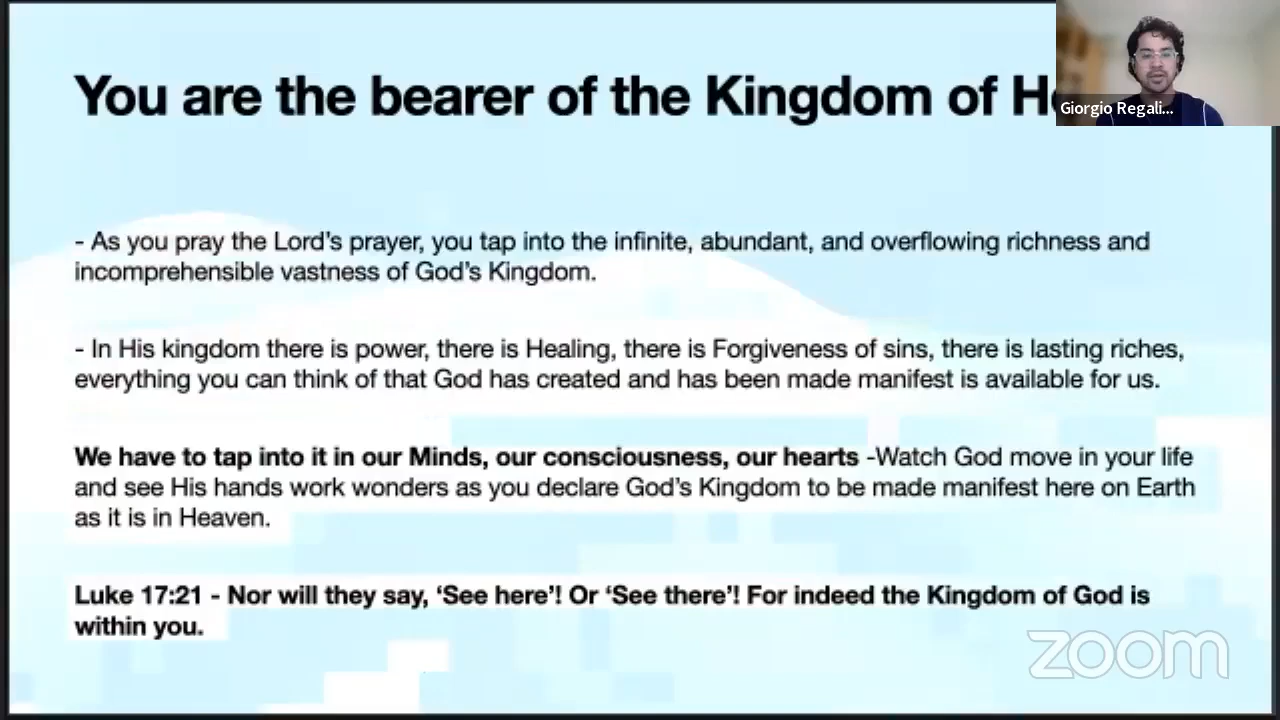 You are the bearer of the Kingdom of
Giorgio Regali...
- As you pray the Lord’s prayer, you tap into the infinite, abundant, and overflowing richness and
incomprehensible vastness of God’s Kingdom.
- In His kingdom there is power, there is Healing, there is Forgiveness of sins, there is lasting riches,
everything you can think of that God has created and has been made manifest is available for us.
We have to tap into it in our Minds, our consciousness, our hearts -Watch God move in your life
and see His hands work wonders as you declare God’s Kingdom to be made manifest here on Earth
as it is in Heaven.
Luke 17:21 - Nor will they say, ‘See here’! Or ‘See there’! For indeed the Kingdom of God is
within you.
zoom